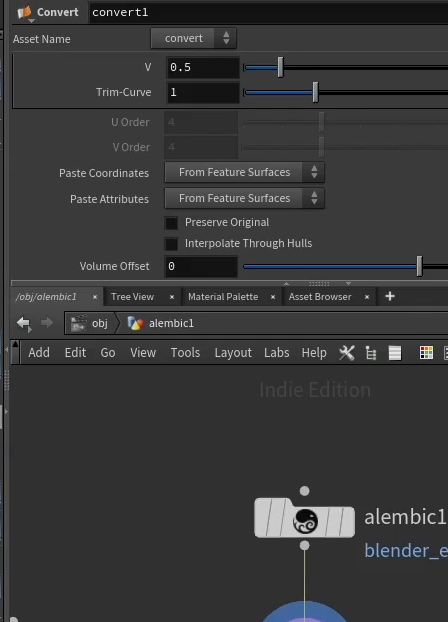 Convert convert1
Asset Name convert
V 0.5
Trim-Curve 1
U Order 4
V Order 4
Paste Coordinates From Feature Surfaces
Paste Attributes From Feature Surfaces
Preserve Original
Interpolate Through Hulls
Volume Offset 0
/obj/alembic1 × Tree View × Material Palette × Asset Browser × +
obj alembic1
Add Edit Go View Tools Layout Labs Help
Indie Edition
alembic1
blender_e